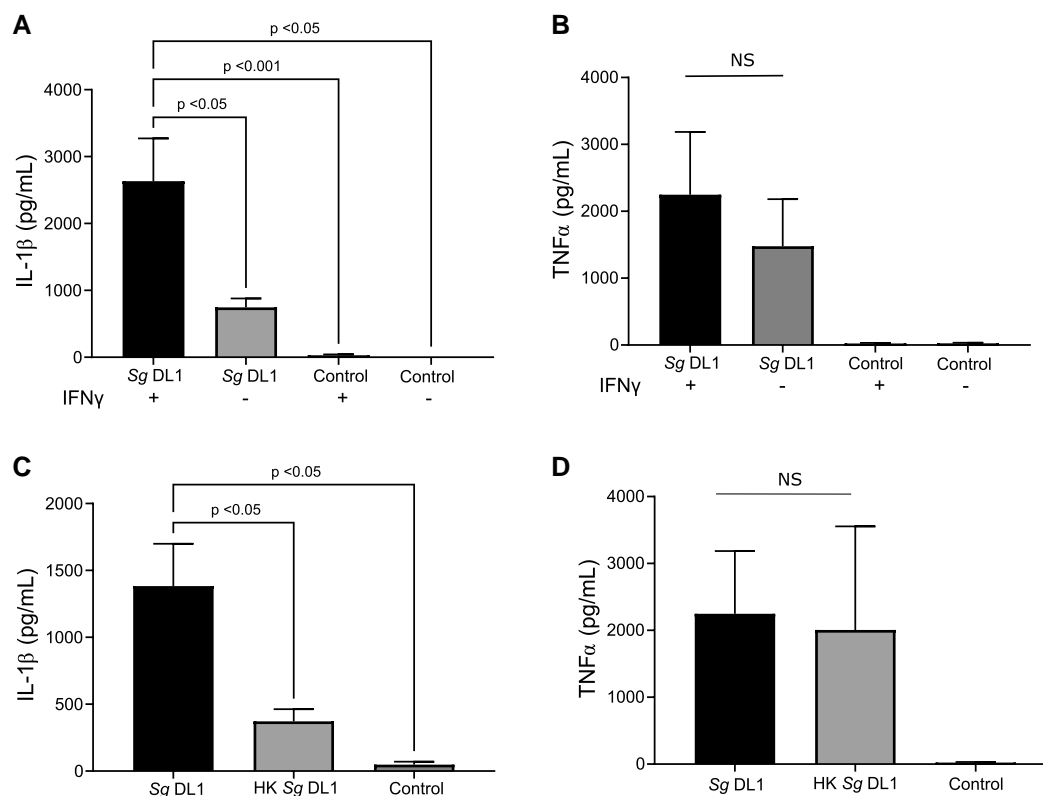 A
p <0.05
p <0.001
p <0.05
IL-1β (pg/mL)
4000
3000
2000
1000
0
Sg DL1 Sg DL1 Control Control
IFNγ + - + -
B
NS
TNFα (pg/mL)
4000
3000
2000
1000
0
Sg DL1 Sg DL1 Control Control
+ - + -
C
p <0.05
p <0.05
IL-1β (pg/mL)
2000
1500
1000
500
0
Sg DL1 HK Sg DL1 Control
D
NS
TNFα (pg/mL)
4000
3000
2000
1000
0
Sg DL1 HK Sg DL1 Control